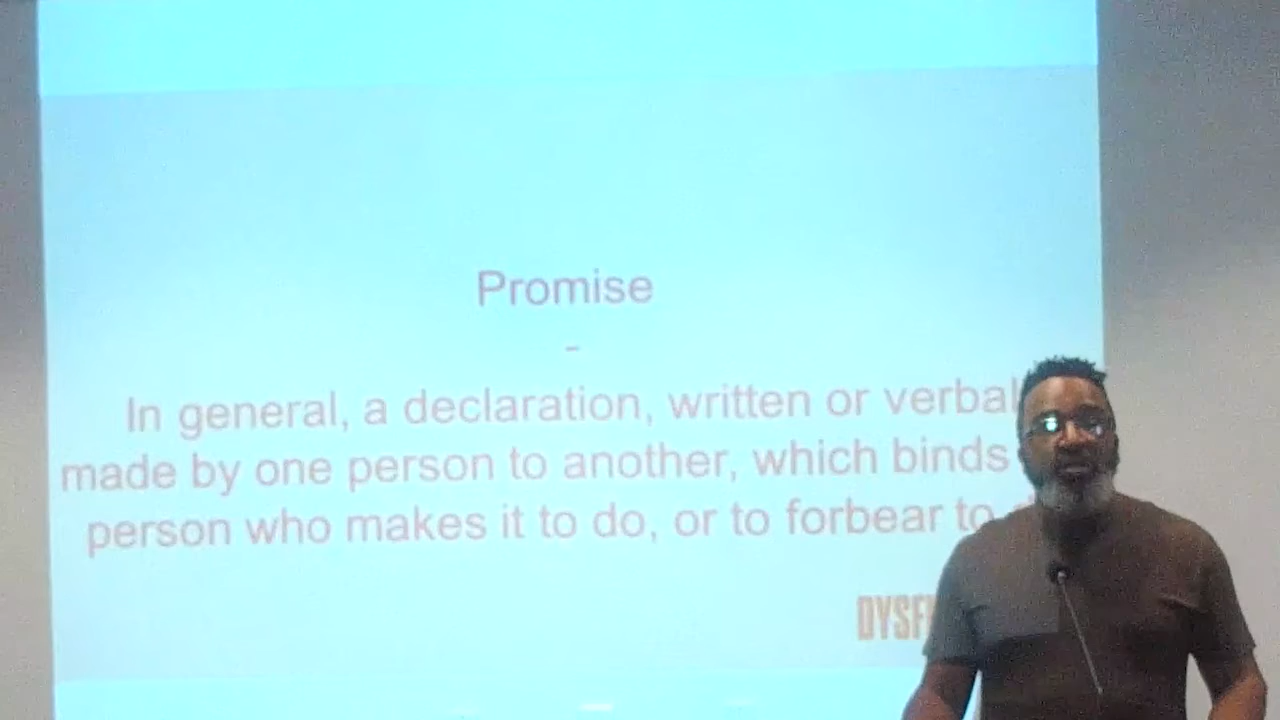 Promise
-
In general, a declaration, written or verbal
made by one person to another, which binds
person who makes it to do, or to forbear to
DYSF